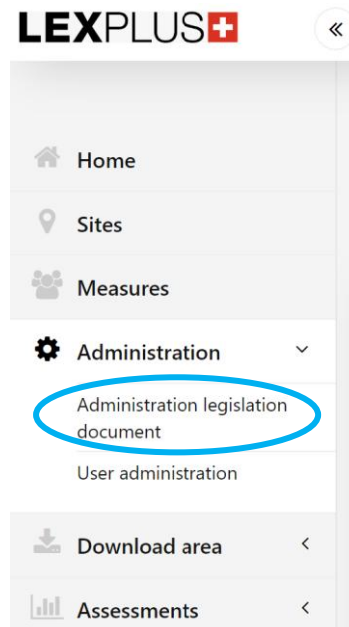 LEXPLUS
Home
Sites
Measures
Administration
Administration legislation
document
User administration
Download area
Assessments